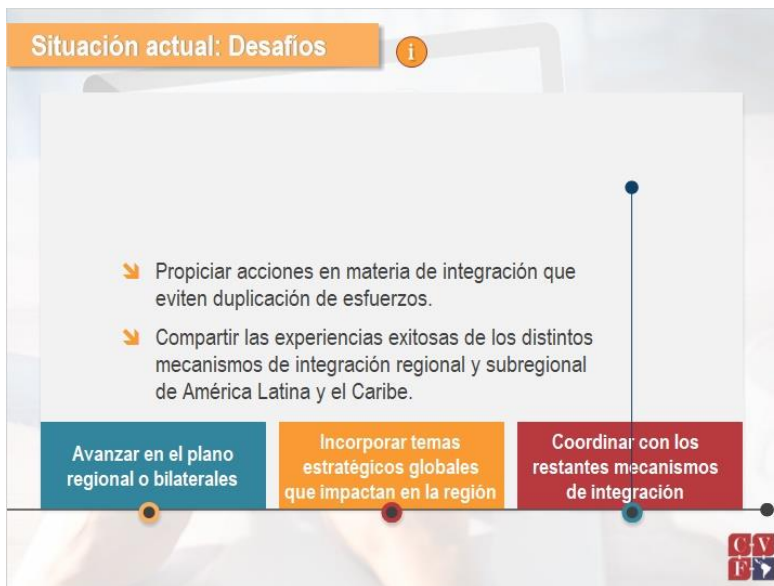 Situación actual: Desafíos
i
Propiciar acciones en materia de integración que
eviten duplicación de esfuerzos.
Compartir las experiencias exitosas de los distintos
mecanismos de integración regional y subregional
de América Latina y el Caribe.
Avanzar en el plano
regional o bilaterales
Incorporar temas
estratégicos globales
que impactan en la región
Coordinar con los
restantes mecanismos
de integración
C-V
F-